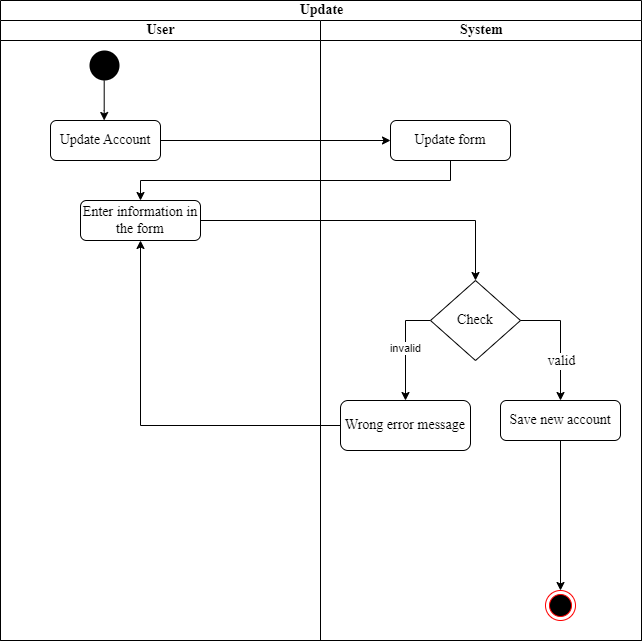 Update
User
System
Update Account
Update form
Enter information in
the form
Check
invalid
valid
Wrong error message
Save new account